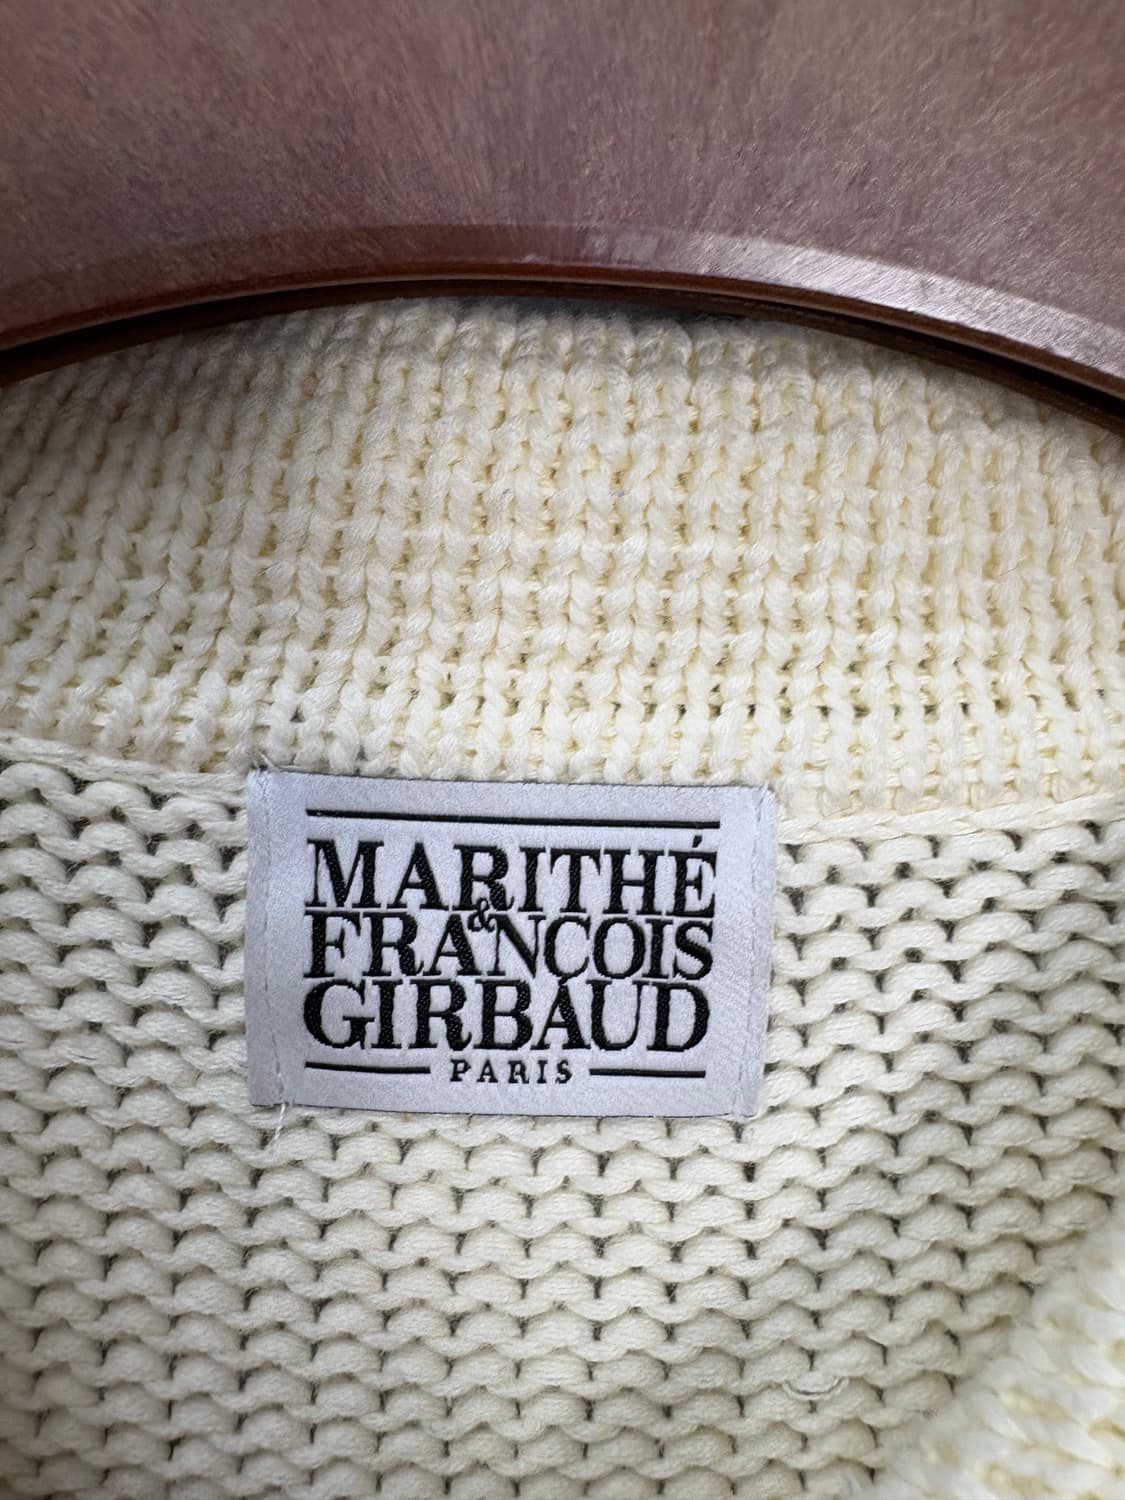 MARITHÉ
&
FRANÇOIS
GIRBAUD
PARIS